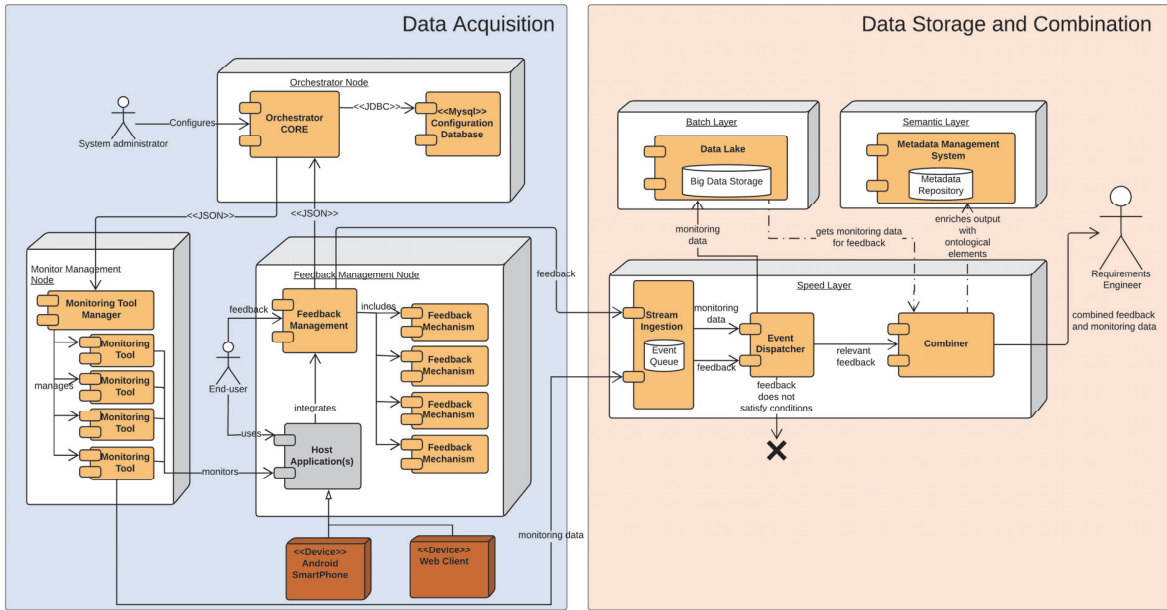 Data Acquisition
Orchestrator Node
Orchestrator
CORE
<<JDBC>>
<<Mysql>>
Configuration
Database
System administrator
Configures
<<JSON>>
<<JSON>>
Monitor Management
Node
Monitoring Tool
Manager
manages
Monitoring
Tool
Monitoring
Tool
Monitoring
Tool
Monitoring
Tool
monitors
Feedback Management Node
feedback
Feedback
Management
includes
Feedback
Mechanism
Feedback
Mechanism
Feedback
Mechanism
Feedback
Mechanism
End-user
uses
integrates
Host
Application(s)
<<Device>>
Android
SmartPhone
<<Device>>
Web Client
feedback
monitoring data
Data Storage and Combination
Batch Layer
Data Lake
Big Data Storage
Semantic Layer
Metadata Management
System
Metadata
Repository
monitoring
data
gets monitoring data
for feedback
enriches output
with
ontological
elements
Speed Layer
Stream
Ingestion
Event
Queue
monitoring
data
feedback
Event
Dispatcher
relevant
feedback
Combiner
feedback
does not
satisfy conditions
Requirements
Engineer
combined feedback
and monitoring data